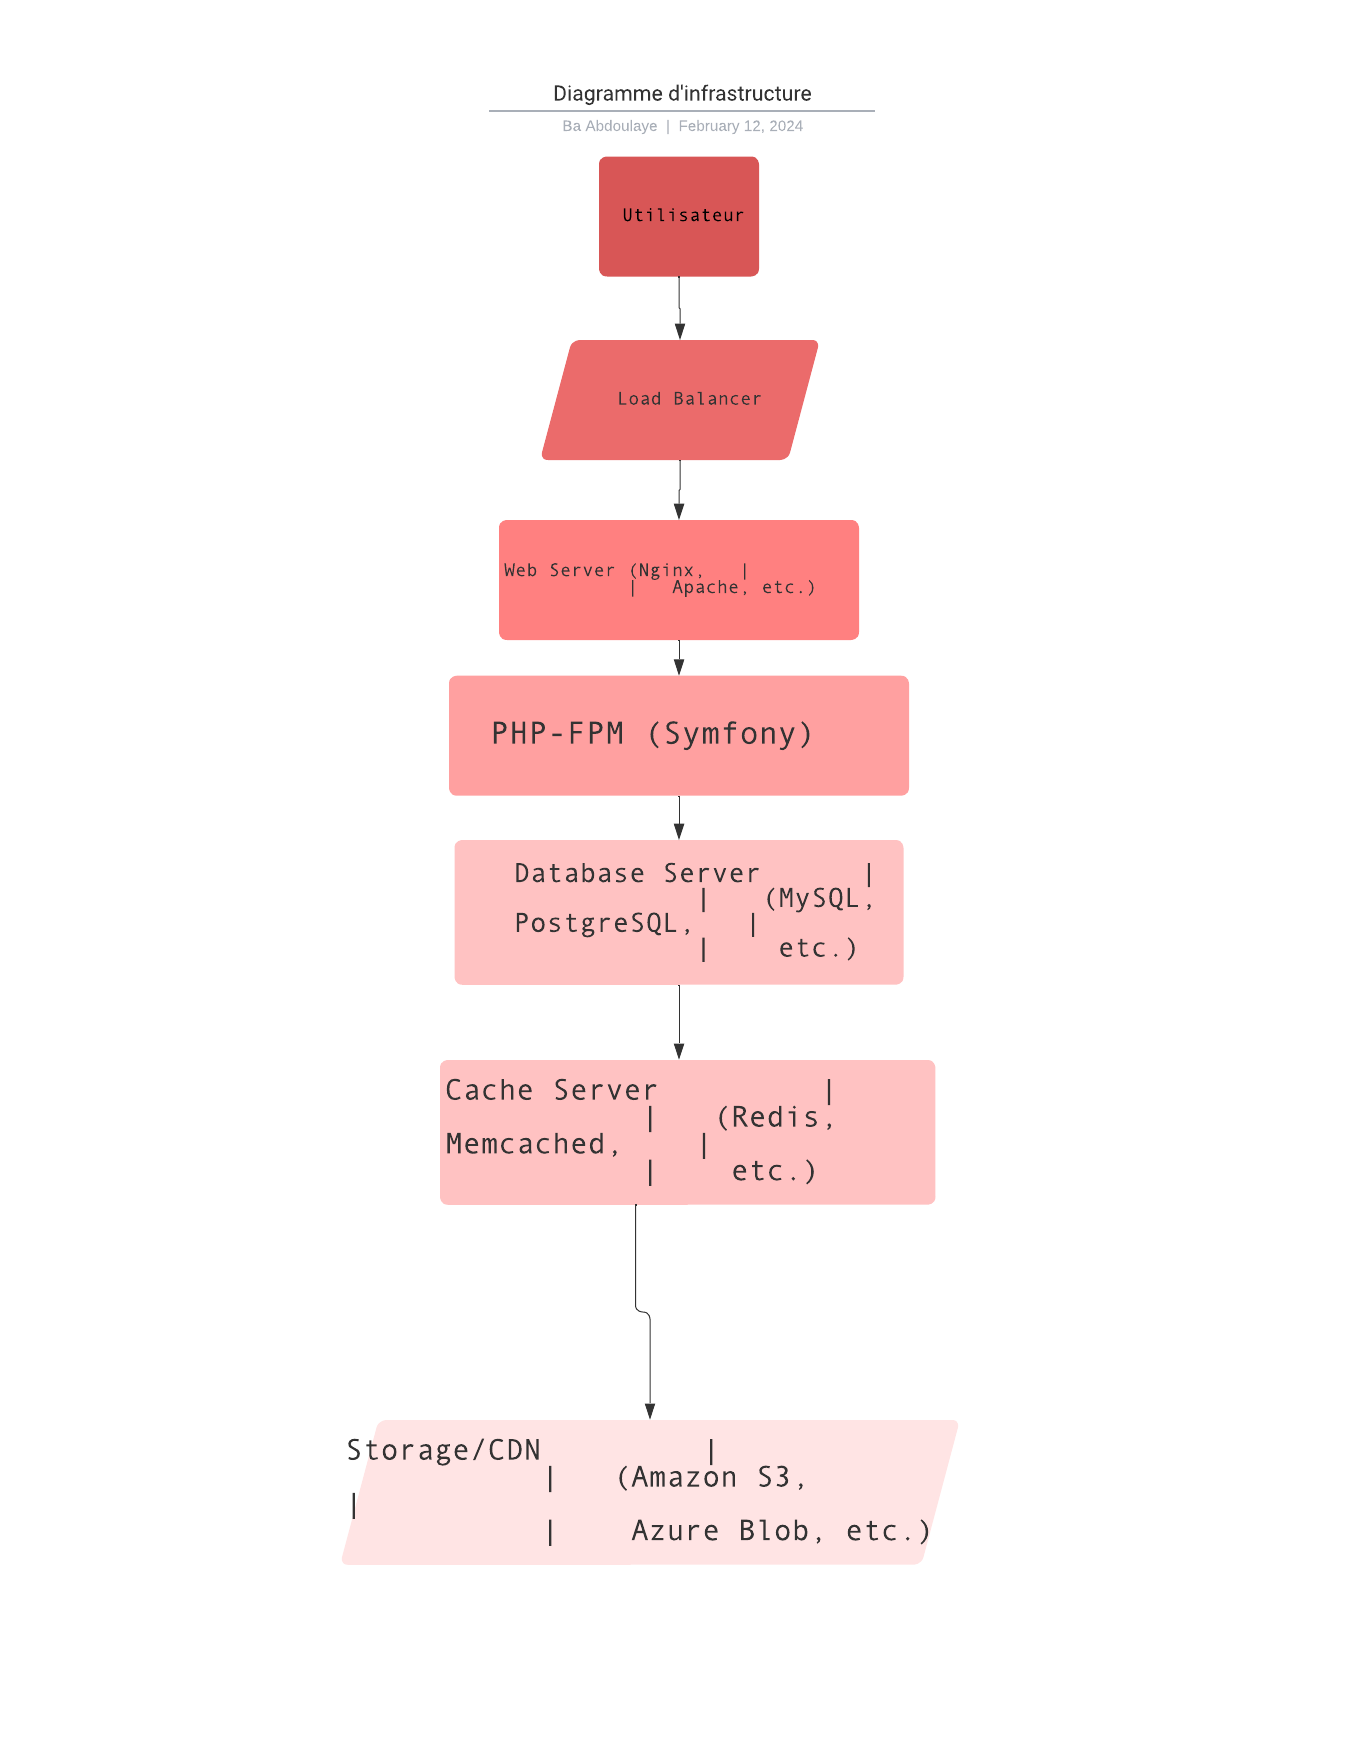 Diagramme d'infrastructure
Ba Abdoulaye | February 12, 2024
Utilisateur
Load Balancer
Web Server (Nginx, |
| Apache, etc.)
PHP-FPM (Symfony)
Database Server |
| (MySQL,
PostgreSQL, |
| etc.)
Cache Server |
| (Redis,
Memcached, |
| etc.)
Storage/CDN |
| (Amazon S3,
|
| Azure Blob, etc.)